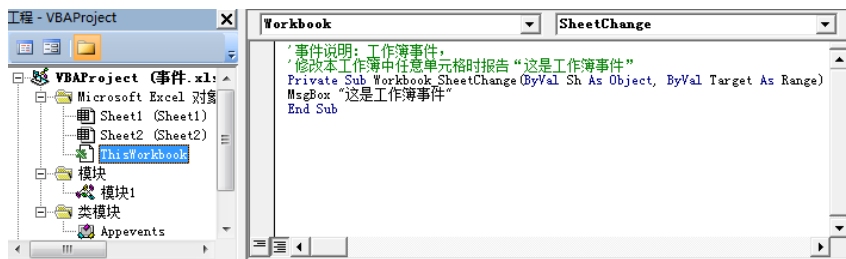 工程 - VBAProject
VBAProject (事件.xl
Microsoft Excel 对象
Sheet1 (Sheet1)
Sheet2 (Sheet2)
ThisWorkbook
模块
模块1
类模块
Appevents
Workbook
SheetChange
'事件说明：工作簿事件，
'修改本工作簿中任意单元格时报告“这是工作簿事件”
Private Sub Workbook_SheetChange(ByVal Sh As Object, ByVal Target As Range)
MsgBox "这是工作簿事件"
End Sub